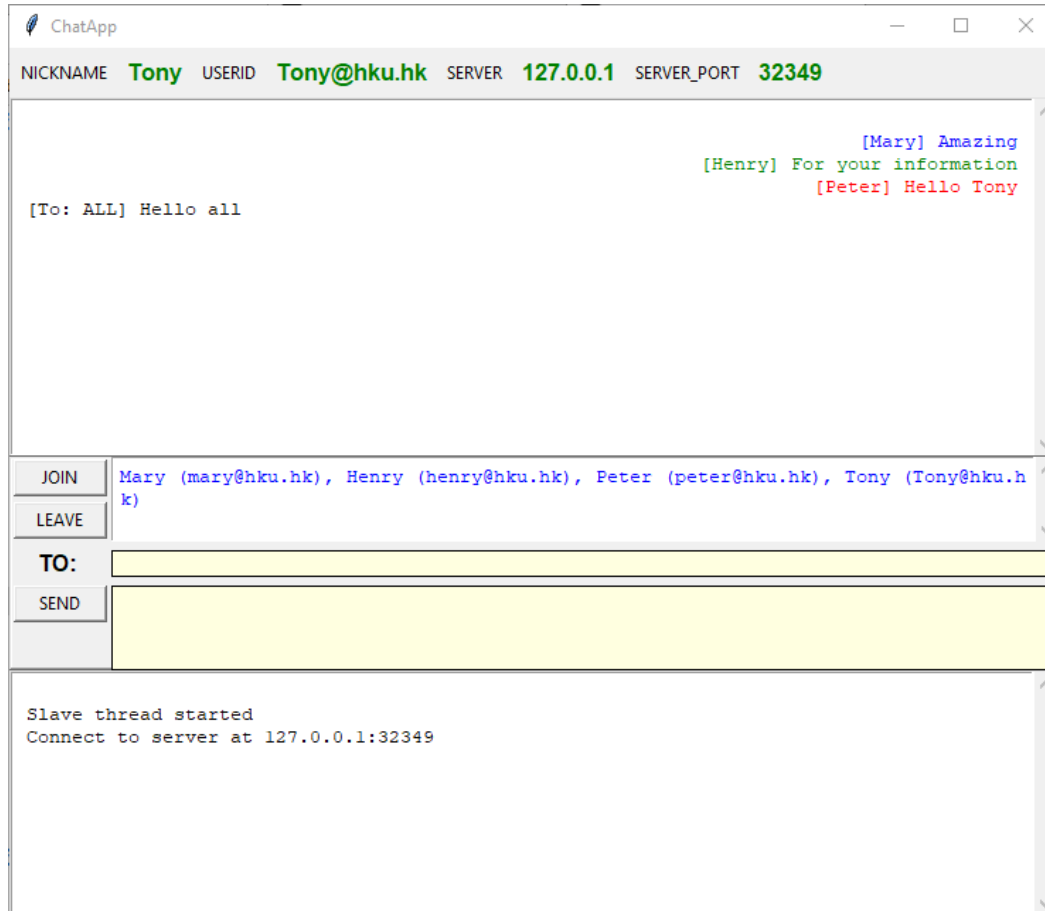 ChatApp
NICKNAME Tony USERID Tony@hku.hk SERVER 127.0.0.1 SERVER_PORT 32349
[Mary] Amazing
[Henry] For your information
[Peter] Hello Tony
[To: ALL] Hello all
JOIN
Mary (mary@hku.hk), Henry (henry@hku.hk), Peter (peter@hku.hk), Tony (Tony@hku.h
k)
LEAVE
TO:
SEND
Slave thread started
Connect to server at 127.0.0.1:32349